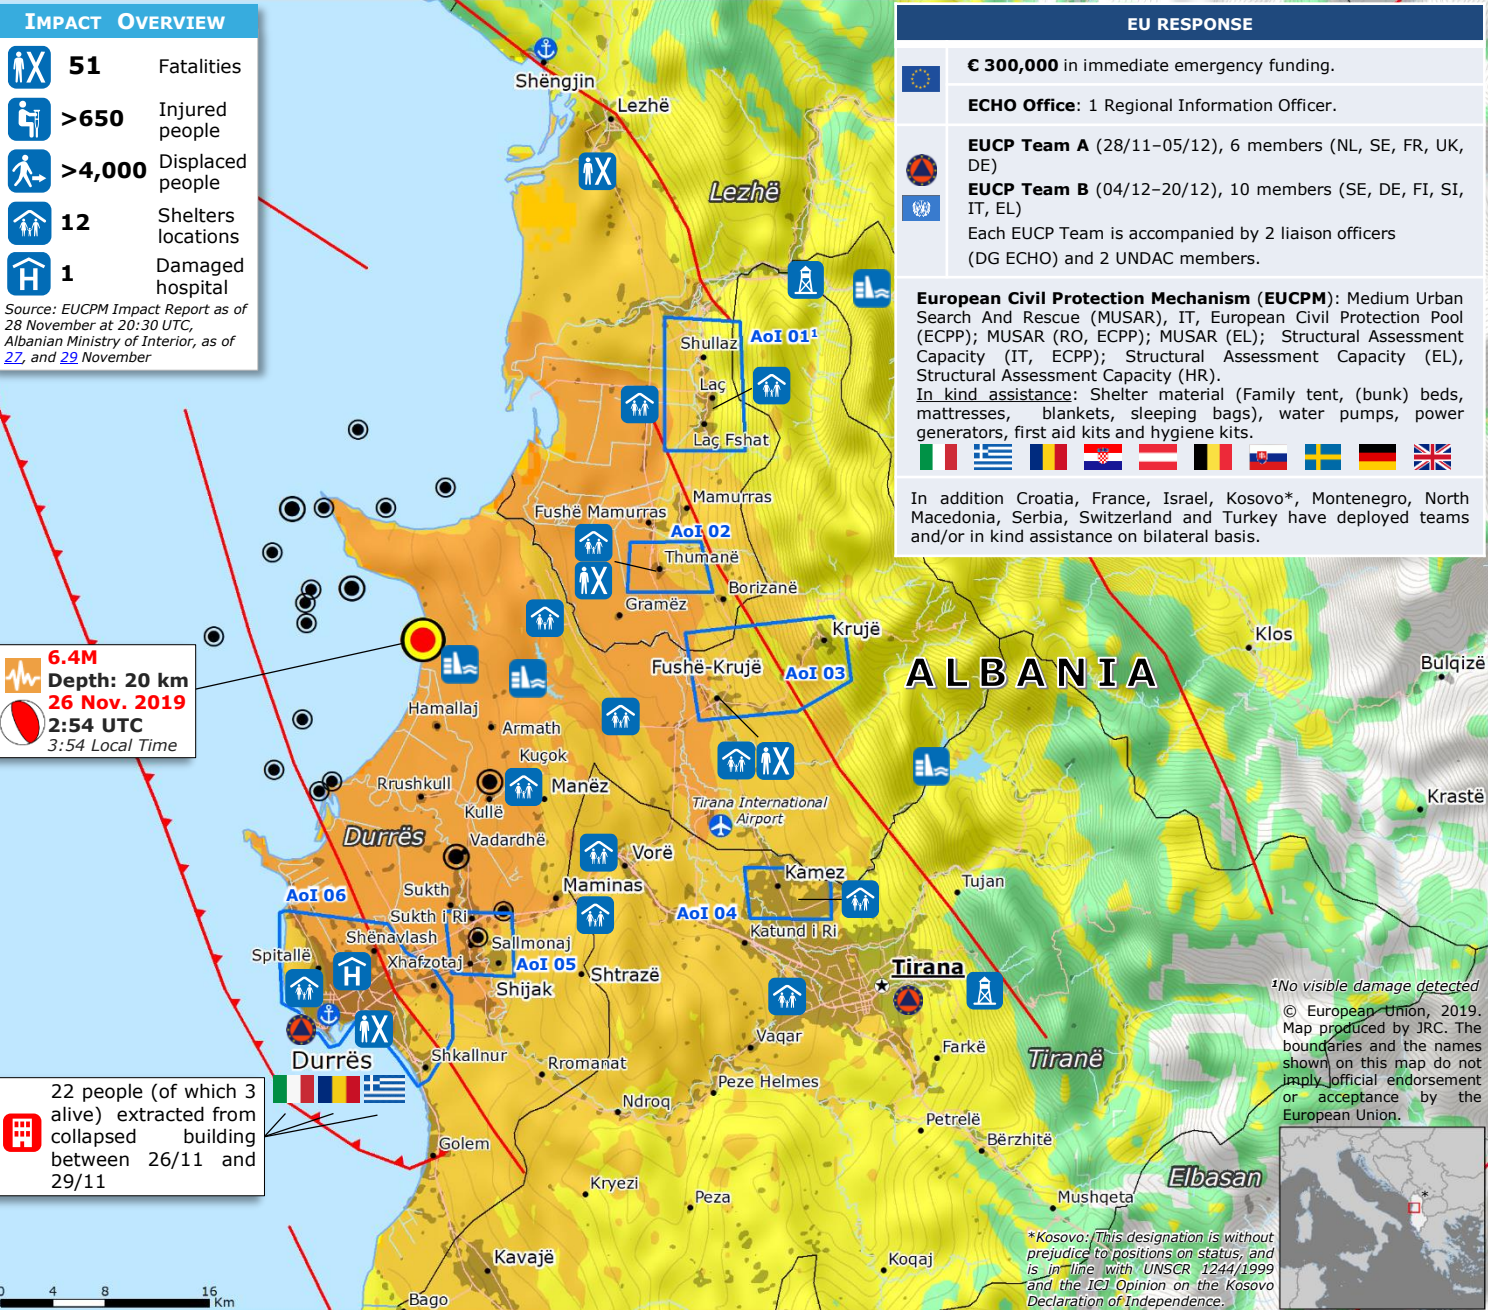 IMPACT OVERVIEW
51 Fatalities
>650 Injured people
>4,000 Displaced people
12 Shelters locations
1 Damaged hospital
Source: EUCPM Impact Report as of
28 November at 20:30 UTC,
Albanian Ministry of Interior, as of
27, and 29 November
EU RESPONSE
€ 300,000 in immediate emergency funding.
ECHO Office: 1 Regional Information Officer.
EUCP Team A (28/11–05/12), 6 members (NL, SE, FR, UK,
DE)
EUCP Team B (04/12–20/12), 10 members (SE, DE, FI, SI,
IT, EL)
Each EUCP Team is accompanied by 2 liaison officers
(DG ECHO) and 2 UNDAC members.
European Civil Protection Mechanism (EUCPM): Medium Urban
Search And Rescue (MUSAR), IT, European Civil Protection Pool
(ECPP); MUSAR (RO, ECPP); MUSAR (EL); Structural Assessment
Capacity (IT, ECPP); Structural Assessment Capacity (EL),
Structural Assessment Capacity (HR).
In kind assistance: Shelter material (Family tent, (bunk) beds,
mattresses, blankets, sleeping bags), water pumps, power
generators, first aid kits and hygiene kits.
In addition Croatia, France, Israel, Kosovo*, Montenegro, North
Macedonia, Serbia, Switzerland and Turkey have deployed teams
and/or in kind assistance on bilateral basis.
Shëngjin
Lezhë
Lezhë
AoI 01¹
Shullaz
Laç
Laç Fshat
Mamurras
Fushë Mamurras
AoI 02
Thumanë
Borizanë
Gramëz
Krujë
Fushë-Krujë
AoI 03
ALBANIA
Klos
Bulqizë
Krastë
6.4M
Depth: 20 km
26 Nov. 2019
2:54 UTC
3:54 Local Time
Hamallaj
Armath
Kuçok
Rrushkull
Manëz
Kullë
Tirana International
Airport
Durrës
Vadardhë
Vorë
Kamez
Maminas
Tujan
Sukth
AoI 06
Sukth i Ri
AoI 04
Katund i Ri
Shënavlash
Sallmonaj
Spitallë
Xhafzotaj
AoI 05
Shtrazë
Tirana
Shijak
Durrës
Shkallnur
Rromanat
Vaqar
Farkë
Tiranë
Peze Helmes
Ndroq
Petrelë
Bërzhitë
Golem
Elbasan
Kryezi
Peza
Mushqeta
Kavajë
Koqaj
Bago
22 people (of which 3
alive) extracted from
collapsed building
between 26/11 and
29/11
¹No visible damage detected
© European Union, 2019.
Map produced by JRC. The
boundaries and the names
shown on this map do not
imply official endorsement
or acceptance by the
European Union.
*
*Kosovo: This designation is without
prejudice to positions on status, and
is in line with UNSCR 1244/1999
and the ICJ Opinion on the Kosovo
Declaration of Independence.
0 4 8 16
Km